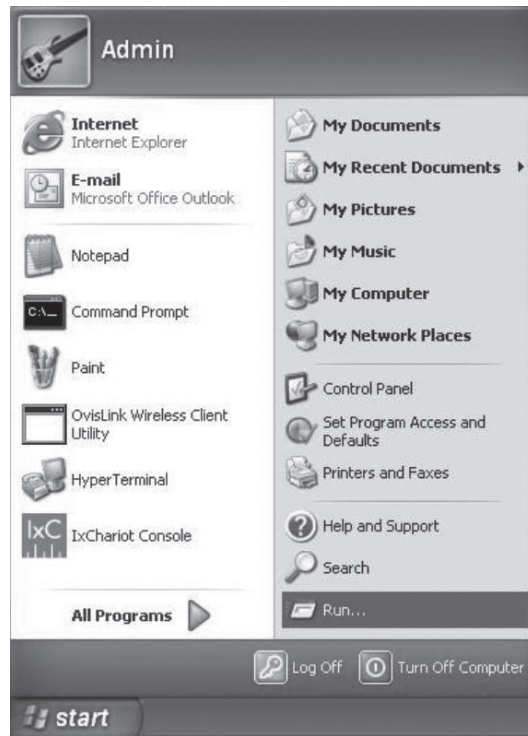 Admin
Internet
Internet Explorer
E-mail
Microsoft Office Outlook
Notepad
C:\_
Command Prompt
Paint
OvisLink Wireless Client
Utility
HyperTerminal
IxC
IxChariot Console
All Programs
My Documents
My Recent Documents
My Pictures
My Music
My Computer
My Network Places
Control Panel
Set Program Access and
Defaults
Printers and Faxes
Help and Support
Search
Run...
Log Off
Turn Off Computer
start